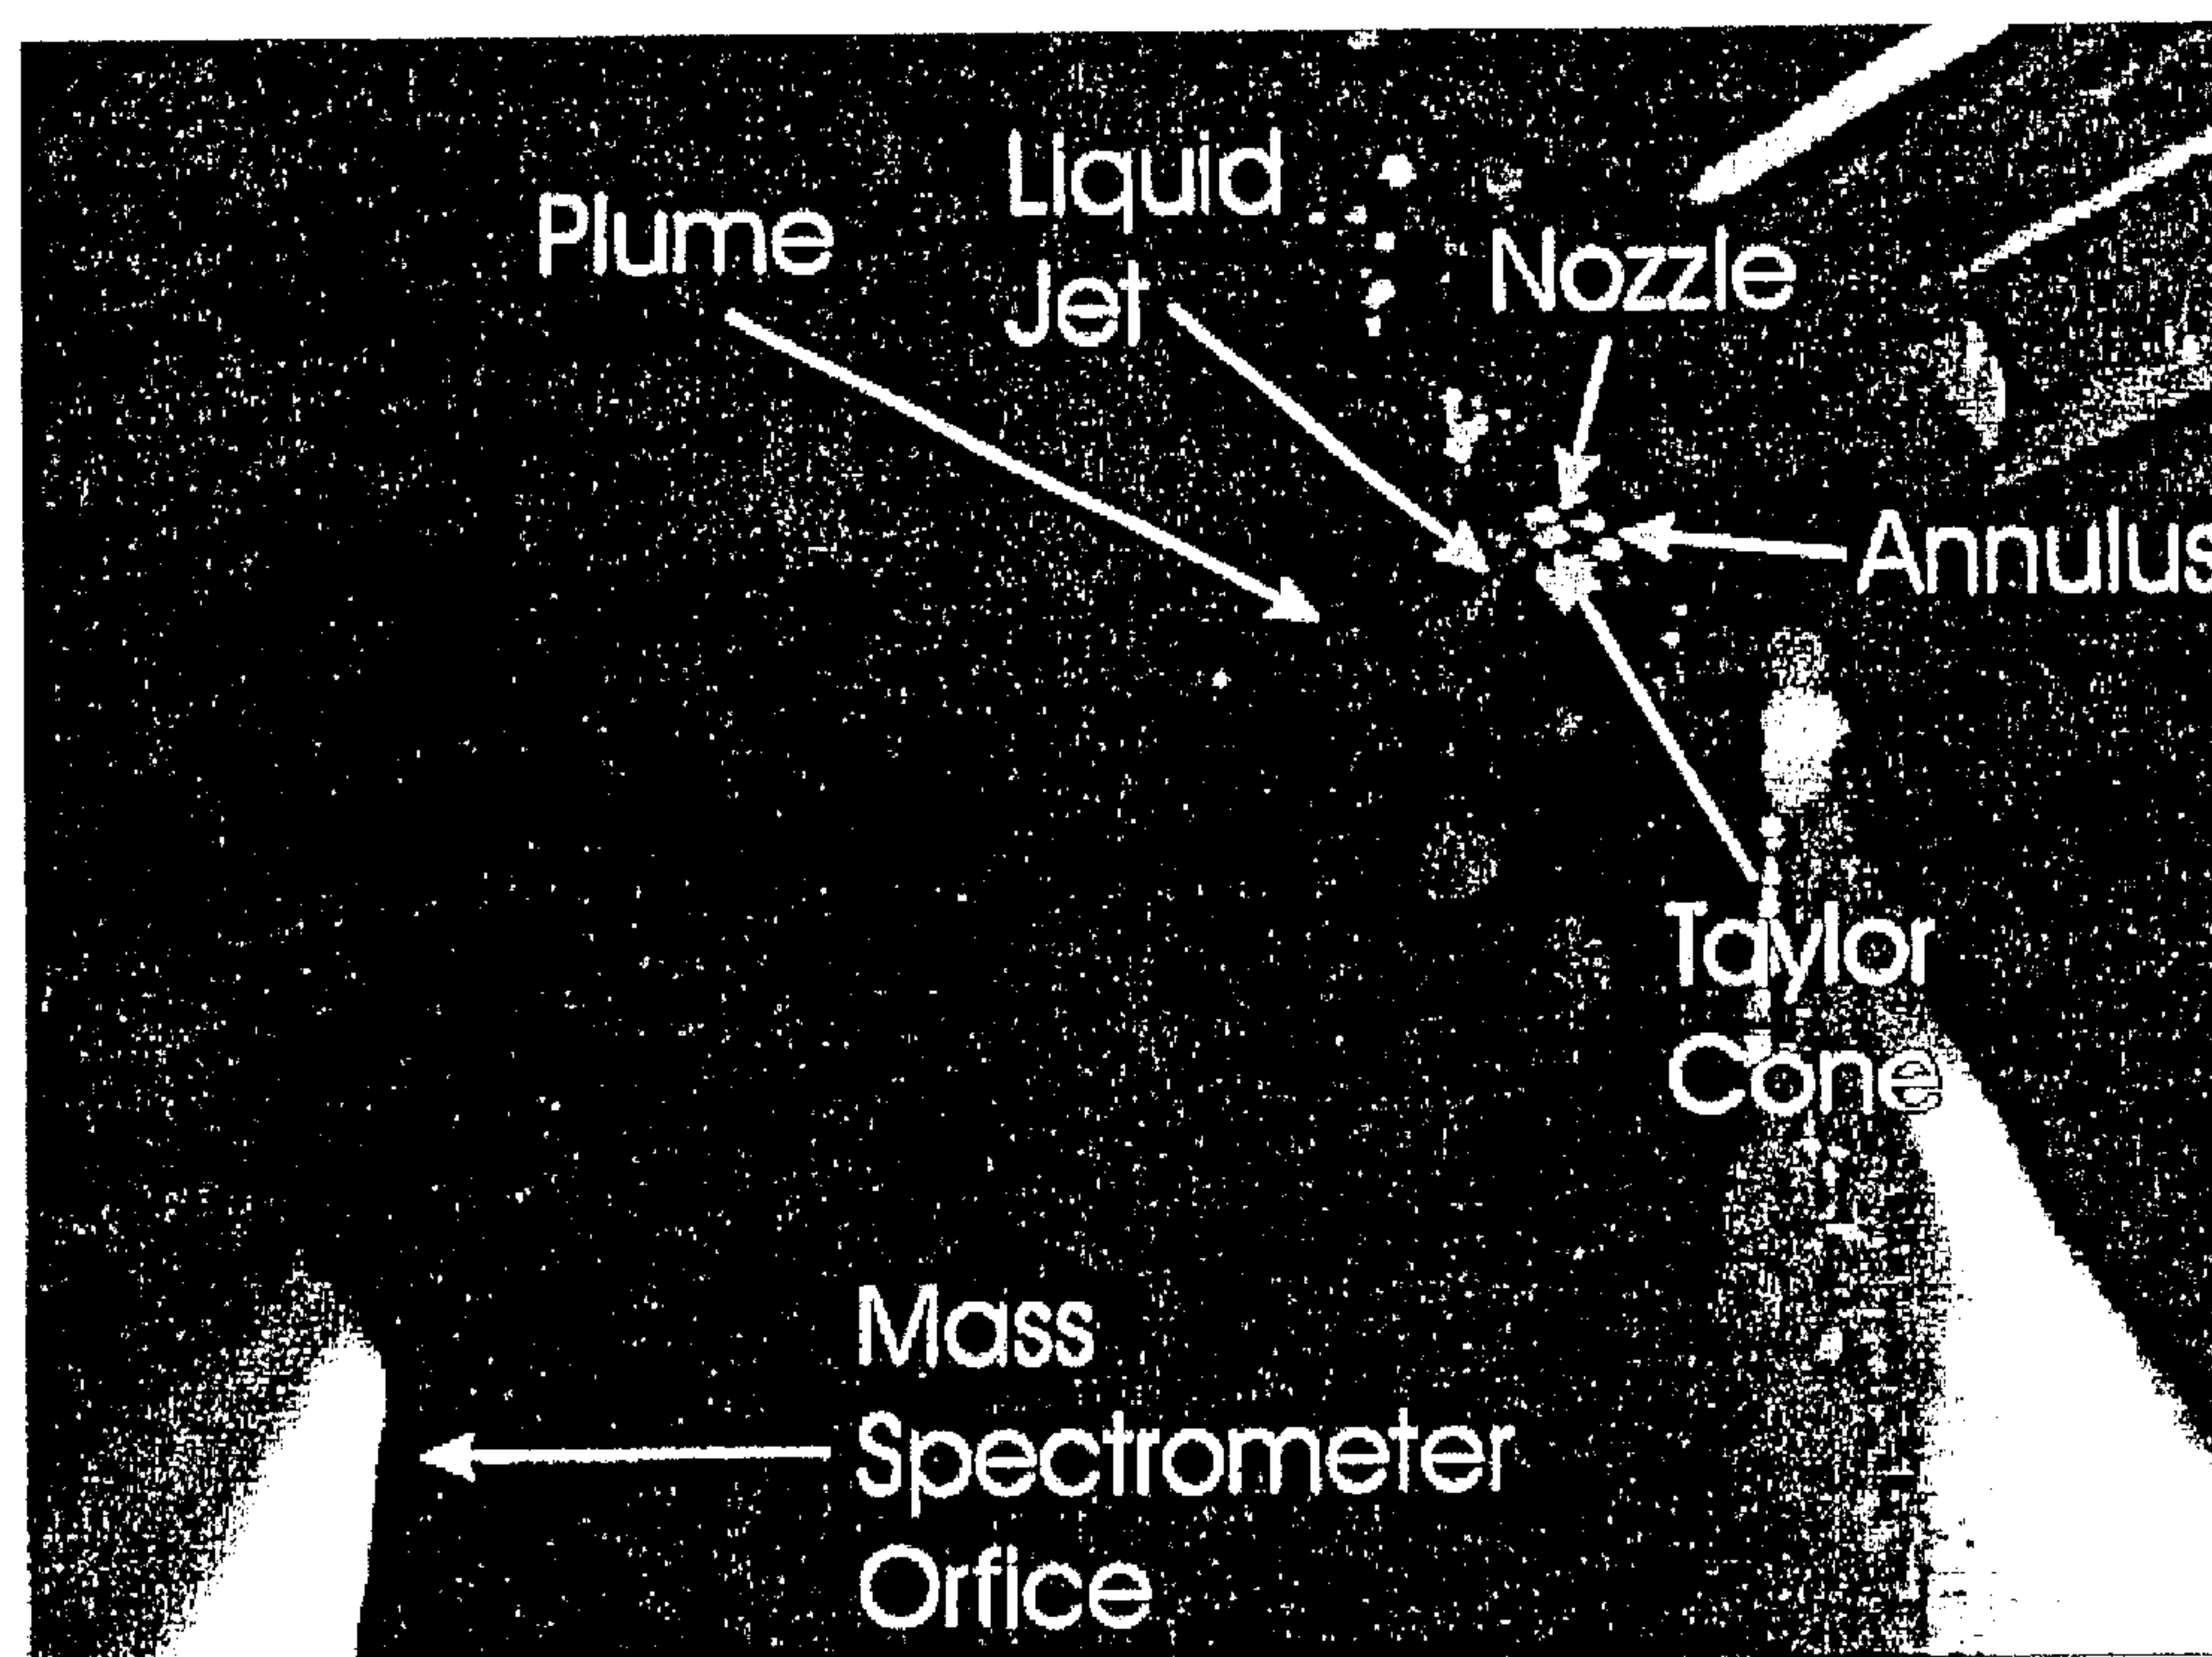 Plume
Liquid
Jet
Nozzle
Annulus
Taylor
Cone
Mass
Spectrometer
Orfice